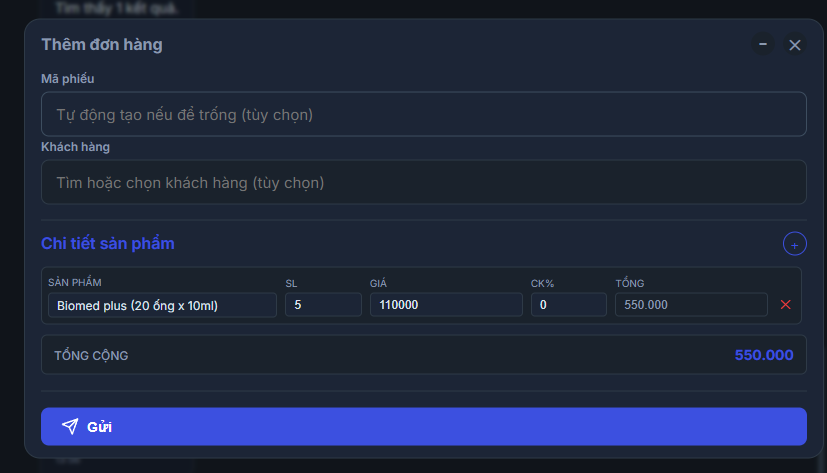 Tìm thấy 1 kết quả.
Thêm đơn hàng
Mã phiếu
Tự động tạo nếu để trống (tùy chọn)
Khách hàng
Tìm hoặc chọn khách hàng (tùy chọn)
Chi tiết sản phẩm
SẢN PHẨM SL GIÁ CK% TỔNG
Biomed plus (20 ống x 10ml) 5 110000 0 550.000
TỔNG CỘNG 550.000
Gửi